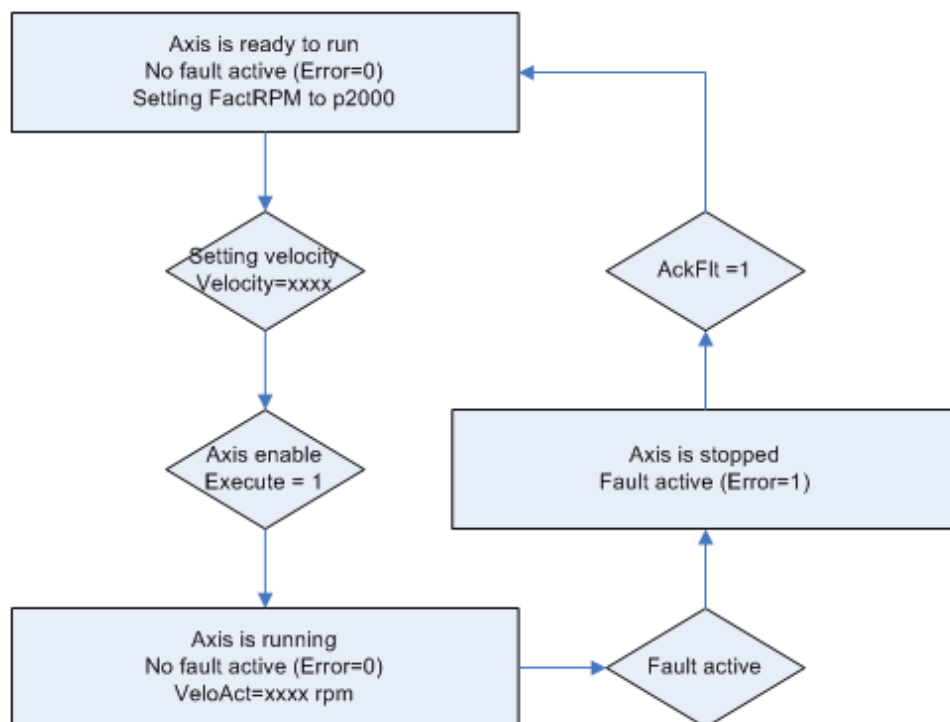 Axis is ready to run
No fault active (Error=0)
Setting FactRPM to p2000
Setting velocity
Velocity=xxxx
AckFlt =1
Axis enable
Execute = 1
Axis is stopped
Fault active (Error=1)
Axis is running
No fault active (Error=0)
VeloAct=xxxx rpm
Fault active